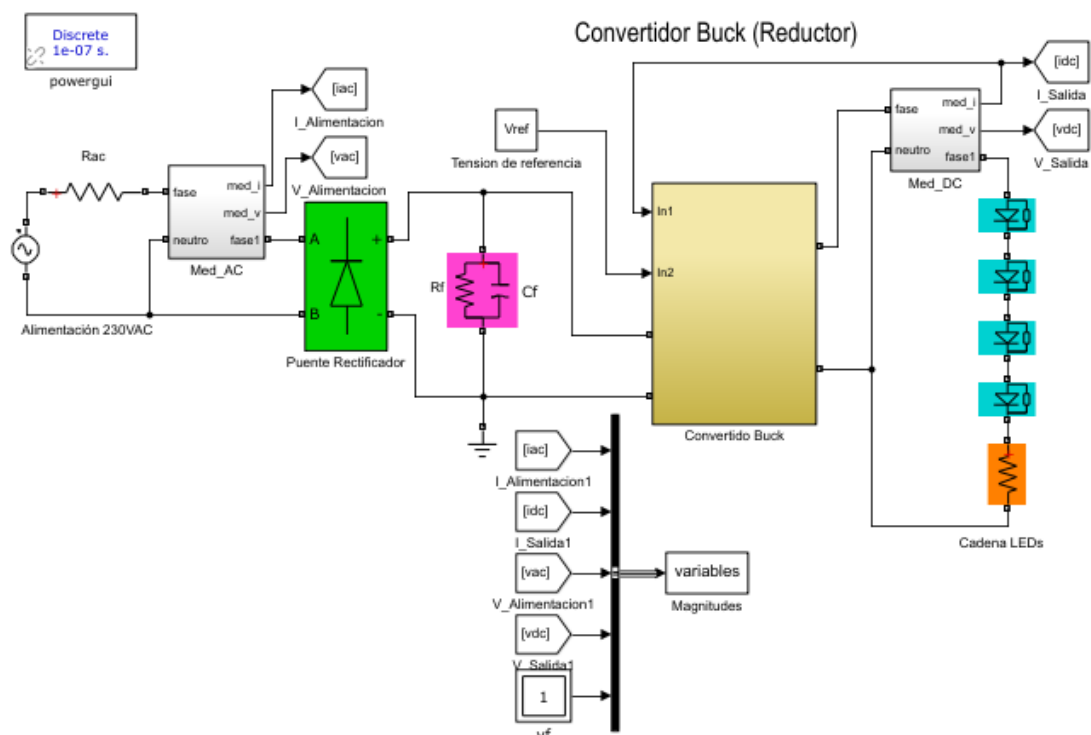 Discrete
1e-07 s.
powergui
Convertidor Buck (Reductor)
[iac]
I_Alimentacion
[vac]
V_Alimentacion
Rac
fase
med_i
med_v
neutro
fase1
Med_AC
Alimentación 230VAC
A
+
B
-
Puente Rectificador
Rf
Cf
Vref
Tension de referencia
In1
In2
Convertido Buck
[idc]
I_Salida
[vdc]
V_Salida
fase
med_i
med_v
neutro
fase1
Med_DC
Cadena LEDs
[iac]
I_Alimentacion1
[idc]
I_Salida1
[vac]
V_Alimentacion1
[vdc]
V_Salida1
1
vf
variables
Magnitudes